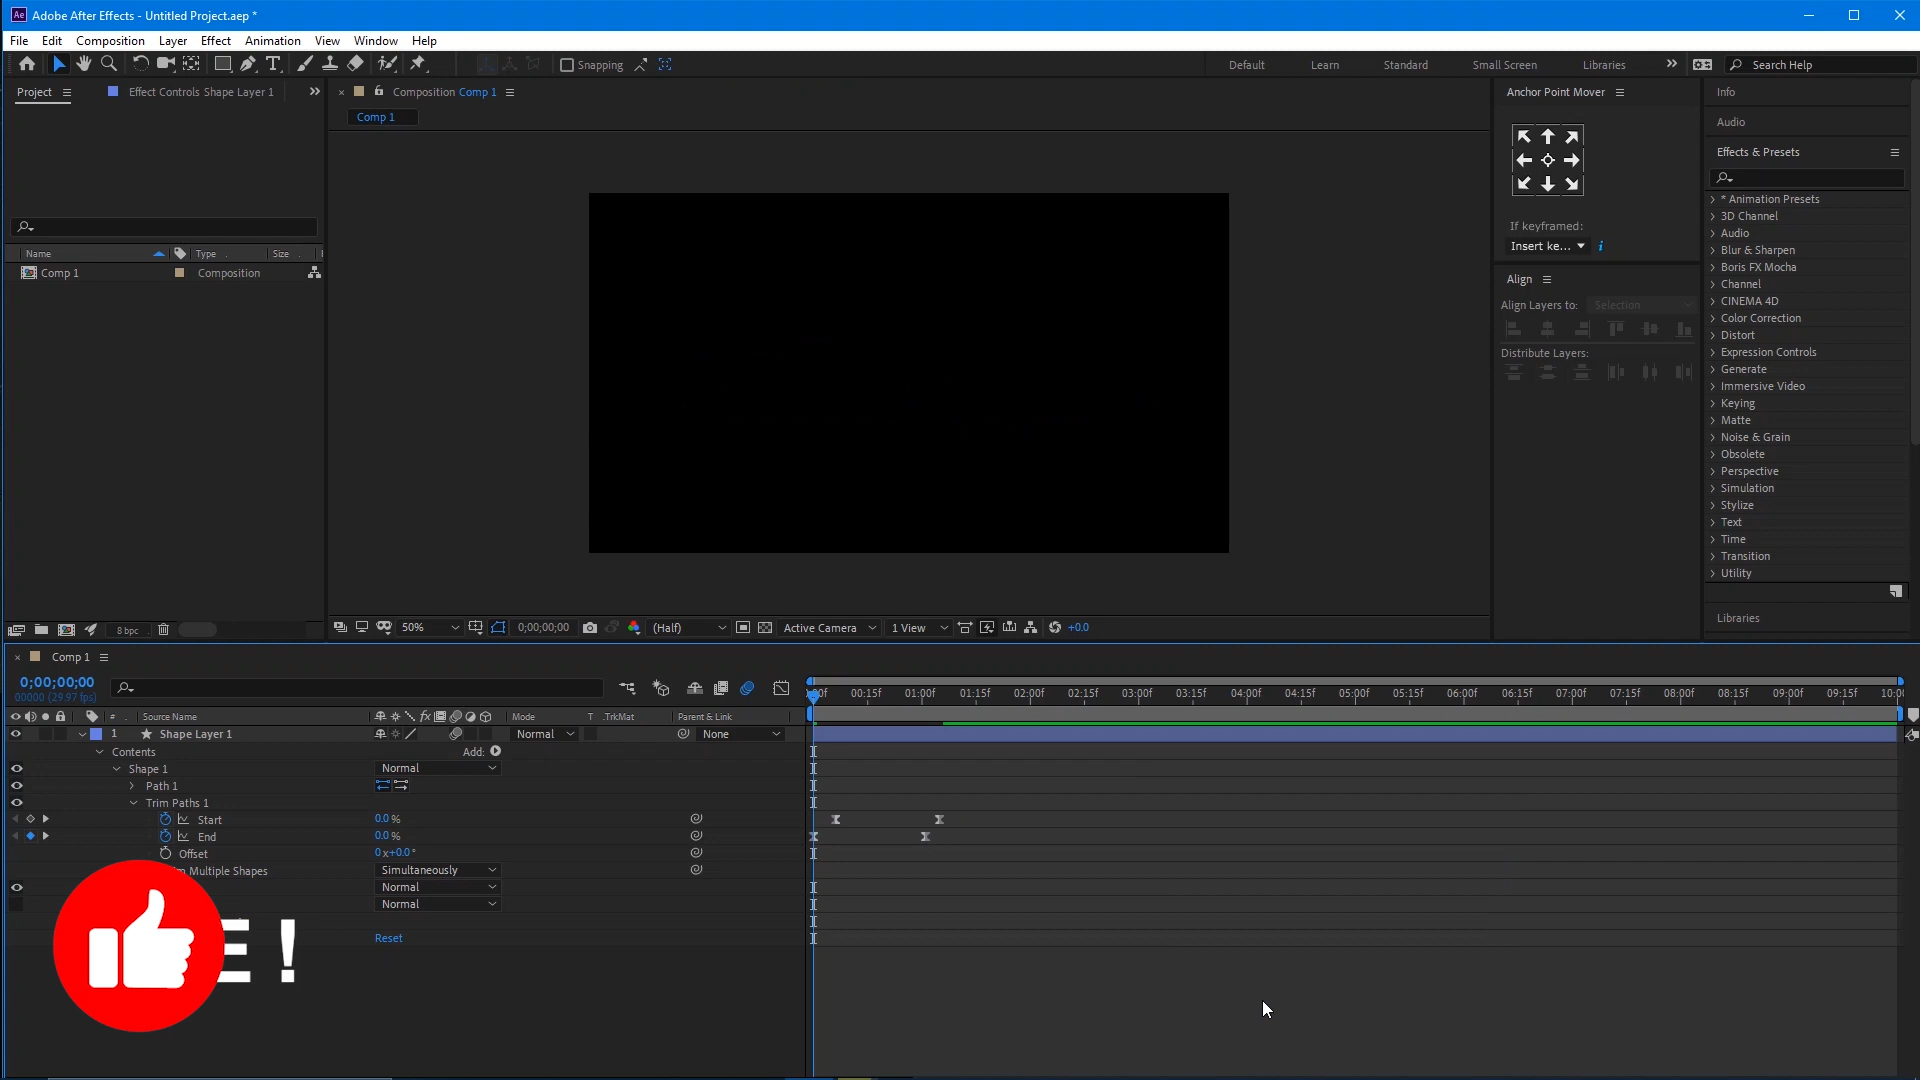 Ae Adobe After Effects - Untitled Project.aep *
File Edit Composition Layer Effect Animation View Window Help
Snapping Default Learn Standard Small Screen Libraries Search Help
Project Effect Controls Shape Layer 1
Composition Comp 1
Comp 1
Name Type Size
Comp 1 Composition
8 bpc
50% 0;00;00;00 (Half) Active Camera 1 View +0.0
Anchor Point Mover
If keyframed:
Insert ke... i
Align
Align Layers to: Selection
Distribute Layers:
Info
Audio
Effects & Presets
* Animation Presets
3D Channel
Audio
Blur & Sharpen
Boris FX Mocha
Channel
CINEMA 4D
Color Correction
Distort
Expression Controls
Generate
Immersive Video
Keying
Matte
Noise & Grain
Obsolete
Perspective
Simulation
Stylize
Text
Time
Transition
Utility
Libraries
Comp 1
0;00;00;00
00000 (29.97 fps)
:00f 00:15f 01:00f 01:15f 02:00f 02:15f 03:00f 03:15f 04:00f 04:15f 05:00f 05:15f 06:00f 06:15f 07:00f 07:15f 08:00f 08:15f 09:00f 09:15f 10:00
# Source Name fx Mode T .TrkMat Parent & Link
1 Shape Layer 1 Normal None
Contents Add:
Shape 1 Normal
Path 1
Trim Paths 1
Start 0.0 %
End 0.0 %
Offset 0 x+0.0 °
Multiple Shapes Simultaneously
Normal
Normal
Reset
E !